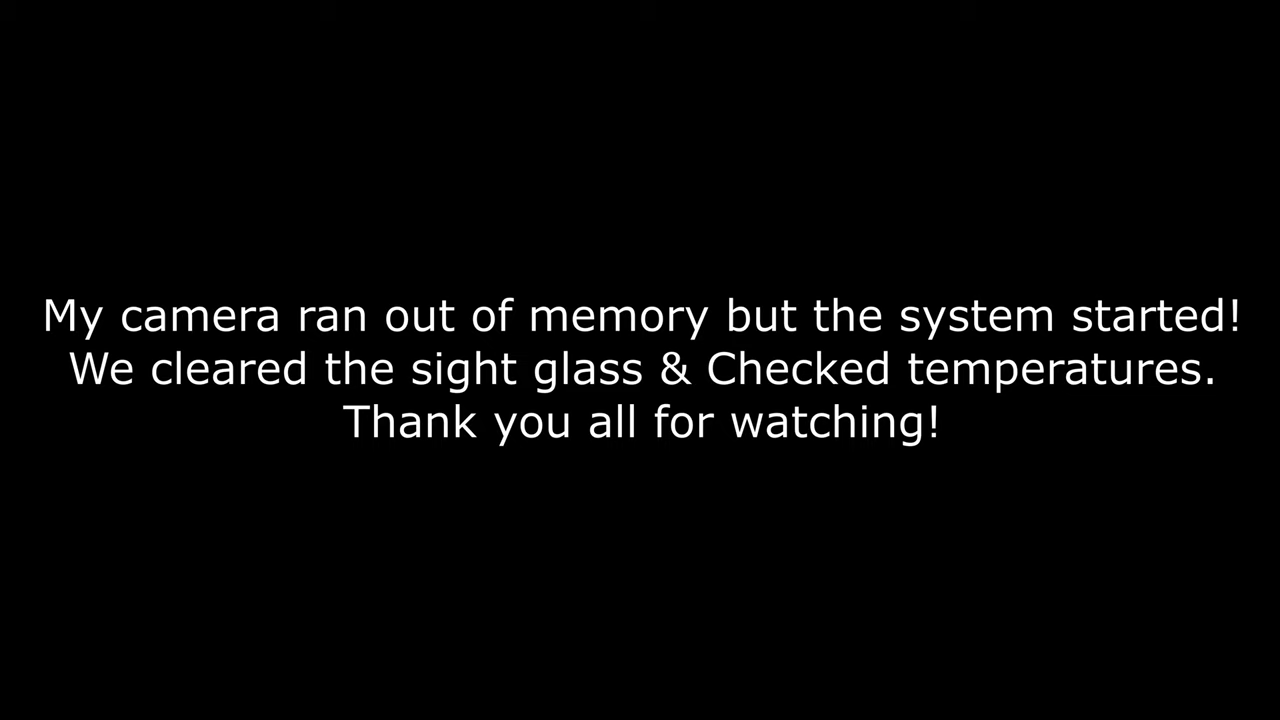 My camera ran out of memory but the system started!
We cleared the sight glass & Checked temperatures.
Thank you all for watching!